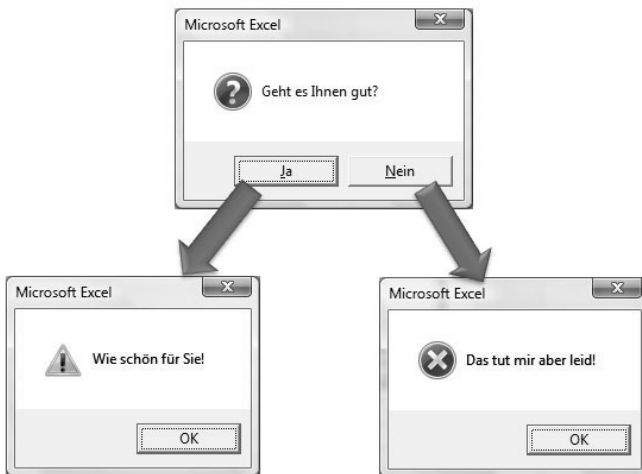 Microsoft Excel
Geht es Ihnen gut?
Ja
Nein
Microsoft Excel
Wie schön für Sie!
OK
Microsoft Excel
Das tut mir aber leid!
OK